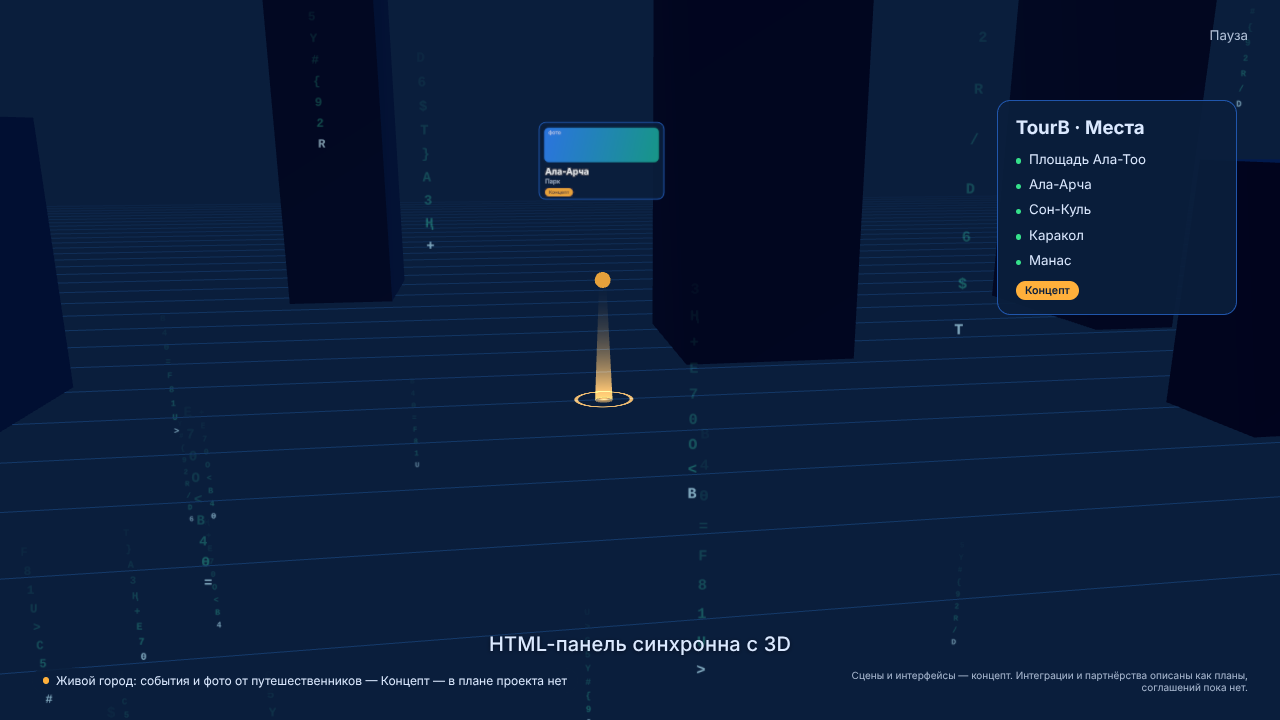 Пауза
TourB · Места
Площадь Ала-Тоо
Ала-Арча
Сон-Куль
Каракол
Манас
Концепт
фото
Ала-Арча
Парк
Концепт
HTML-панель синхронна с 3D
Живой город: события и фото от путешественников — Концепт — в плане проекта нет
Сцены и интерфейсы — концепт. Интеграции и партнёрства описаны как планы,
соглашений пока нет.